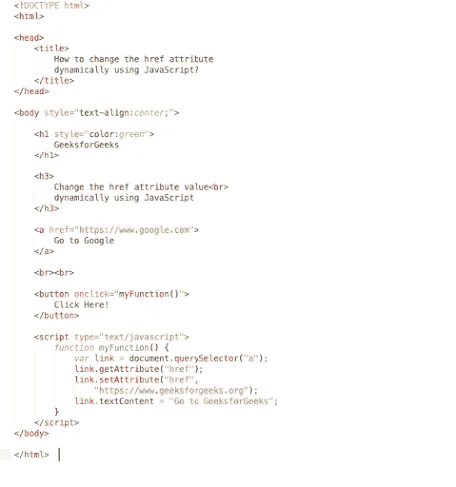 <!DOCTYPE html>
<html>
<head>
<title>
How to change the href attribute
dynamically using JavaScript?
</title>
</head>
<body style="text-align:center;">
<h1 style="color:green">
GeeksforGeeks
</h1>
<h3>
Change the href attribute value<br>
dynamically using JavaScript
</h3>
<a href="https://www.google.com">
Go to Google
</a>
<br><br>
<button onclick="myFunction()">
Click Here!
</button>
<script type="text/javascript">
function myFunction() {
var link = document.querySelector("a");
link.getAttribute("href");
link.setAttribute("href",
"https://www.geeksforgeeks.org");
link.textContent = "Go to GeeksforGeeks";
}
</script>
</body>
</html>